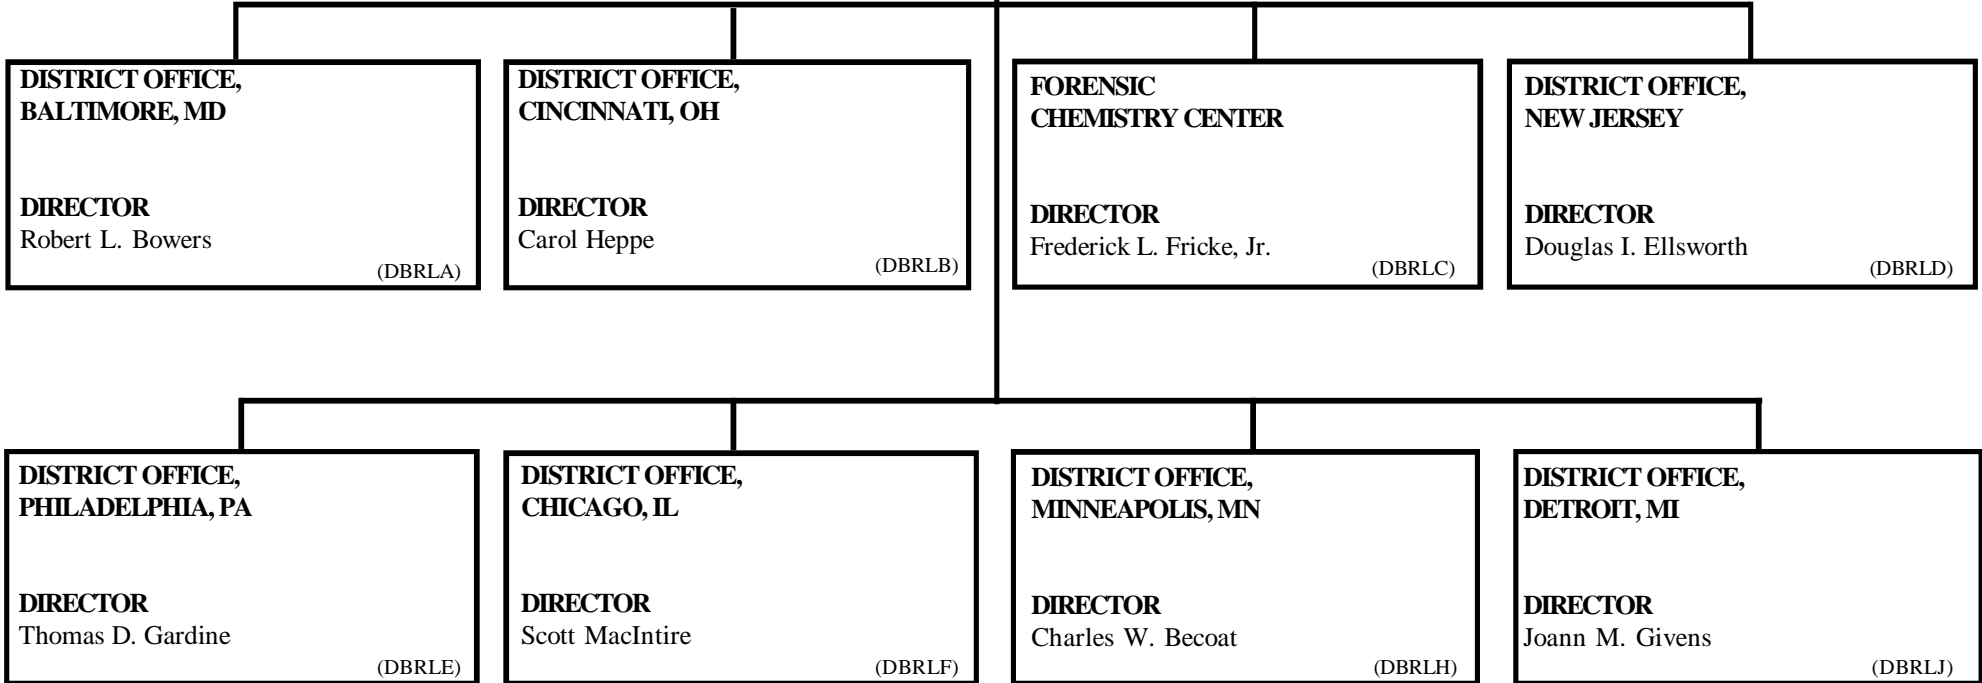 DISTRICT OFFICE,
BALTIMORE, MD
DIRECTOR
Robert L. Bowers
(DBRLA)
DISTRICT OFFICE,
CINCINNATI, OH
DIRECTOR
Carol Heppe
(DBRLB)
FORENSIC
CHEMISTRY CENTER
DIRECTOR
Frederick L. Fricke, Jr.
(DBRLC)
DISTRICT OFFICE,
NEW JERSEY
DIRECTOR
Douglas I. Ellsworth
(DBRLD)
DISTRICT OFFICE,
PHILADELPHIA, PA
DIRECTOR
Thomas D. Gardine
(DBRLE)
DISTRICT OFFICE,
CHICAGO, IL
DIRECTOR
Scott MacIntire
(DBRLF)
DISTRICT OFFICE,
MINNEAPOLIS, MN
DIRECTOR
Charles W. Becoat
(DBRLH)
DISTRICT OFFICE,
DETROIT, MI
DIRECTOR
Joann M. Givens
(DBRLJ)